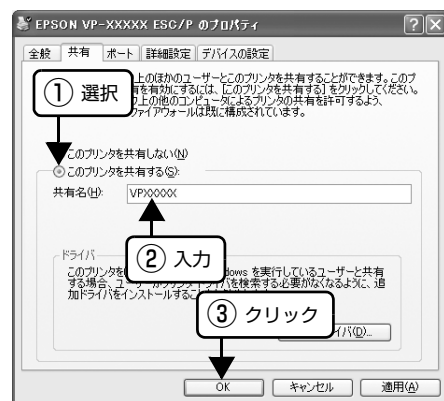 EPSON VP-XXXXX ESC/P のプロパティ
全般 共有 ポート 詳細設定 デバイスの設定
上のほかのユーザーとこのプリンタを共有することができます。このプ
有を有効にするには、[このプリンタを共有する]をクリックしてください。
ク上の他のコンピュータによるプリンタの共有を許可するよう、
ファイアウォールは既に構成されています。
① 選択
このプリンタを共有しない(N)
このプリンタを共有する(S):
共有名(H): VPXXXXX
② 入力
ドライバ
このプリンタを dows を実行しているユーザーと共有
する場合、ユーザー を検索する必要がなくなるように、追
加ドライバをインストールする
③ クリック
イバ(D)...
OK キャンセル 適用(A)